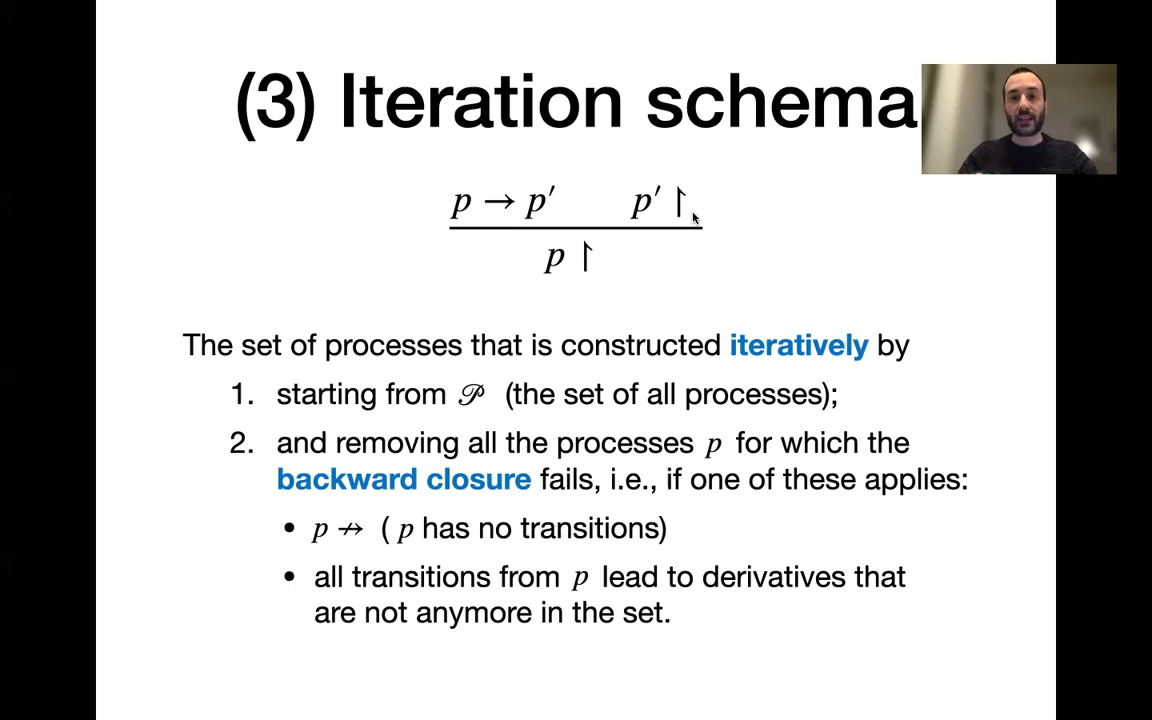 (3) Iteration schema
p → p′ p′ ↾
p ↾
The set of processes that is constructed iteratively by
1. starting from 𝒫 (the set of all processes);
2. and removing all the processes p for which the
backward closure fails, i.e., if one of these applies:
• p ↛ ( p has no transitions)
• all transitions from p lead to derivatives that
are not anymore in the set.